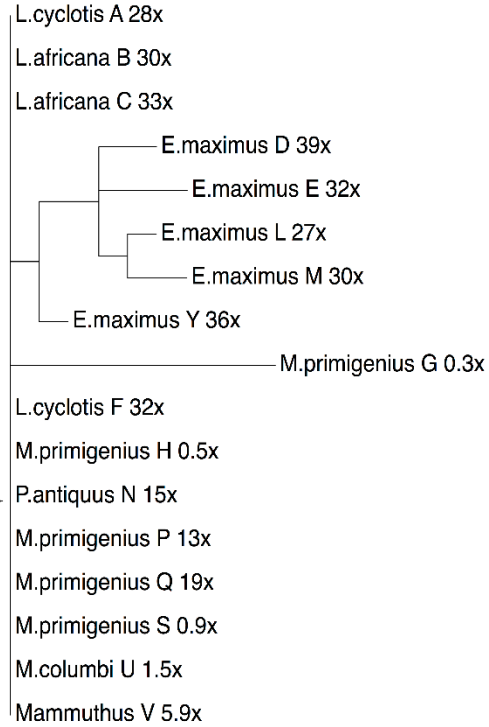 L.cyclotis A 28x
L.africana B 30x
L.africana C 33x
E.maximus D 39x
E.maximus E 32x
E.maximus L 27x
E.maximus M 30x
E.maximus Y 36x
M.primigenius G 0.3x
L.cyclotis F 32x
M.primigenius H 0.5x
P.antiquus N 15x
M.primigenius P 13x
M.primigenius Q 19x
M.primigenius S 0.9x
M.columbi U 1.5x
Mammuthus V 5.9x